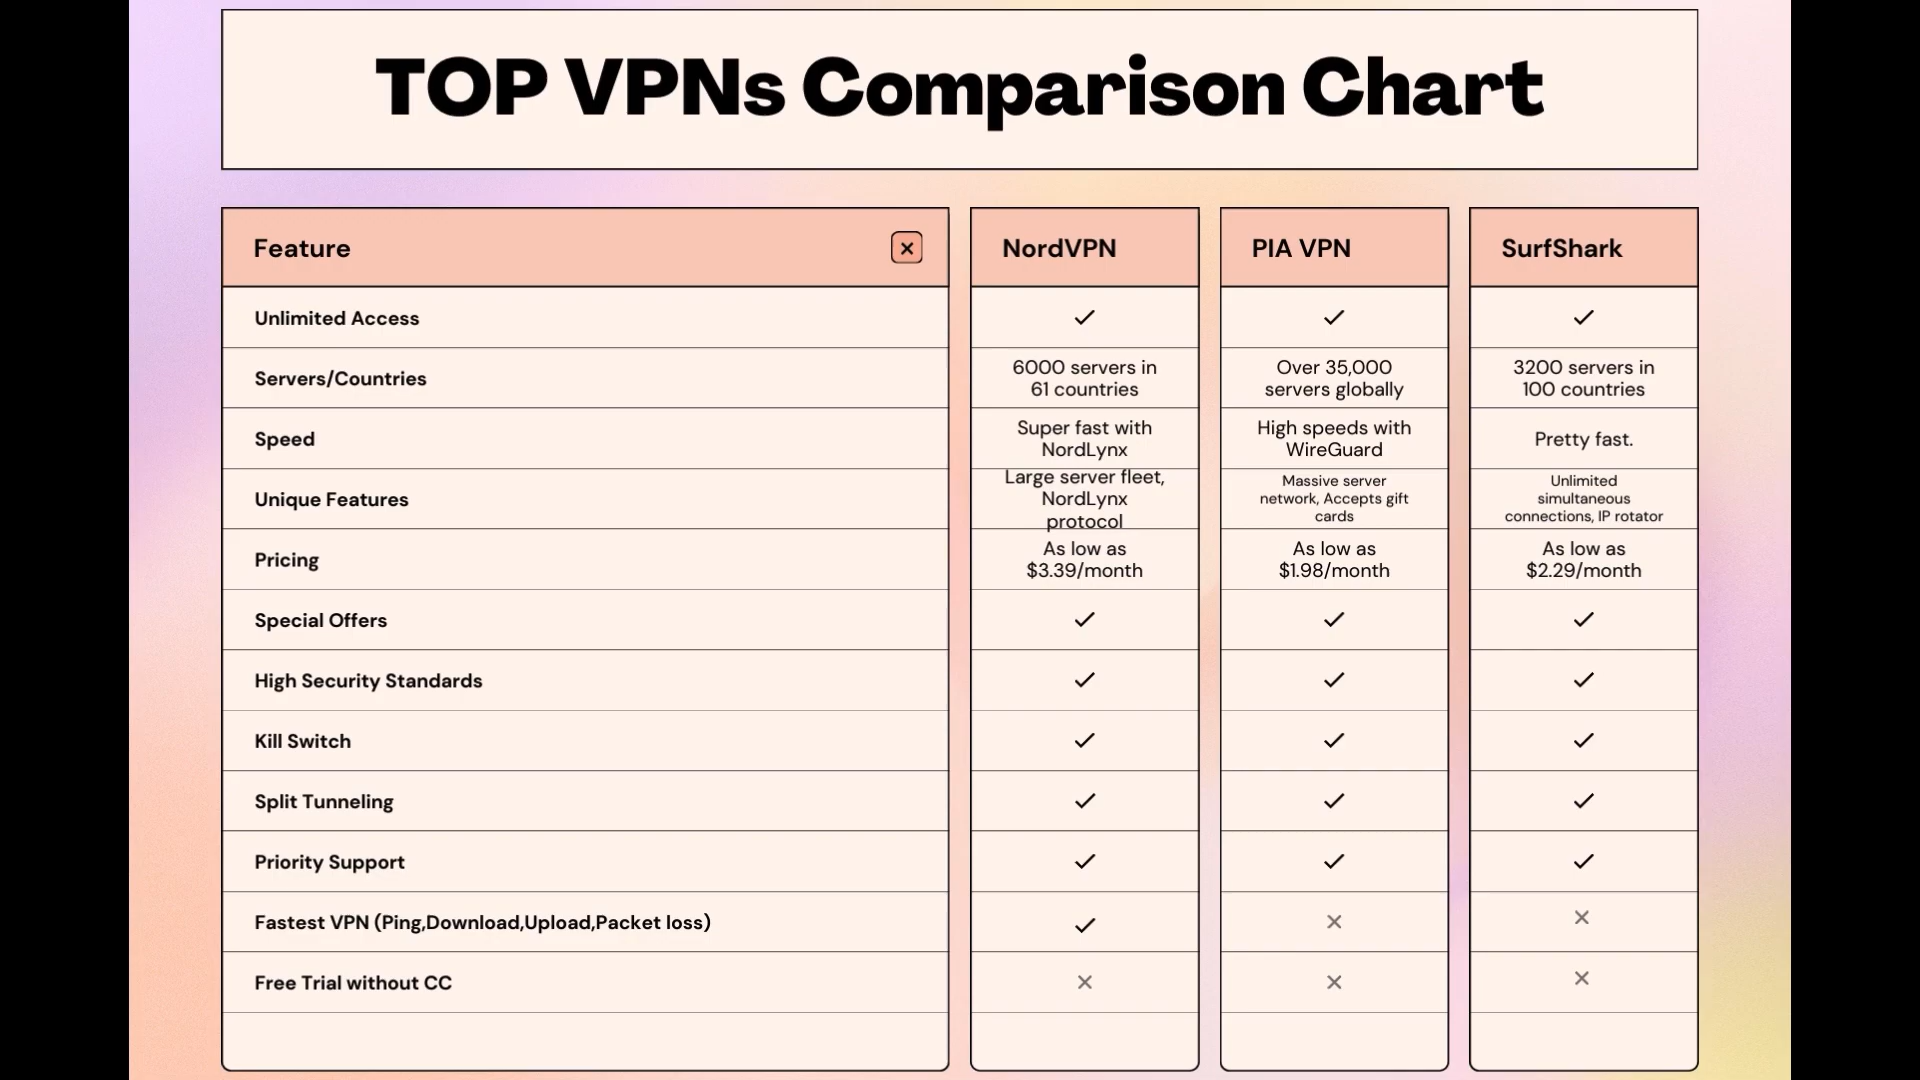 TOP VPNs Comparison Chart
Feature NordVPN PIA VPN SurfShark
Unlimited Access ✓ ✓ ✓
Servers/Countries
6000 servers in
61 countries
Over 35,000
servers globally
3200 servers in
100 countries
Speed
Super fast with
NordLynx
High speeds with
WireGuard
Pretty fast.
Unique Features
Large server fleet,
NordLynx
protocol
Massive server
network, Accepts gift
cards
Unlimited
simultaneous
connections, IP rotator
Pricing
As low as
$3.39/month
As low as
$1.98/month
As low as
$2.29/month
Special Offers ✓ ✓ ✓
High Security Standards ✓ ✓ ✓
Kill Switch ✓ ✓ ✓
Split Tunneling ✓ ✓ ✓
Priority Support ✓ ✓ ✓
Fastest VPN (Ping,Download,Upload,Packet loss) ✓ ✕ ✕
Free Trial without CC ✕ ✕ ✕